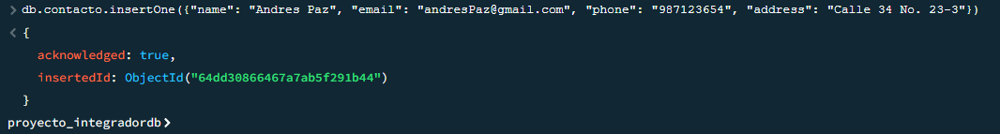 > db.contacto.insertOne({"name": "Andres Paz", "email": "andresPaz@gmail.com", "phone": "987123654", "address": "Calle 34 No. 23-3"})
< {
acknowledged: true,
insertedId: ObjectId("64dd30866467a7ab5f291b44")
}
proyecto_integradordb>